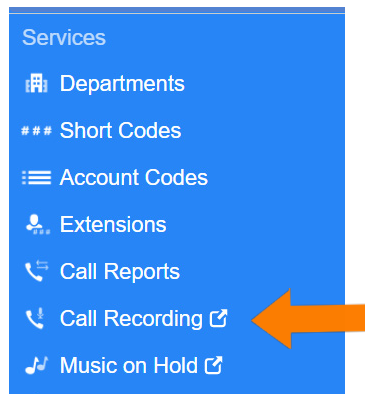 Services
Departments
### Short Codes
Account Codes
Extensions
Call Reports
Call Recording
Music on Hold